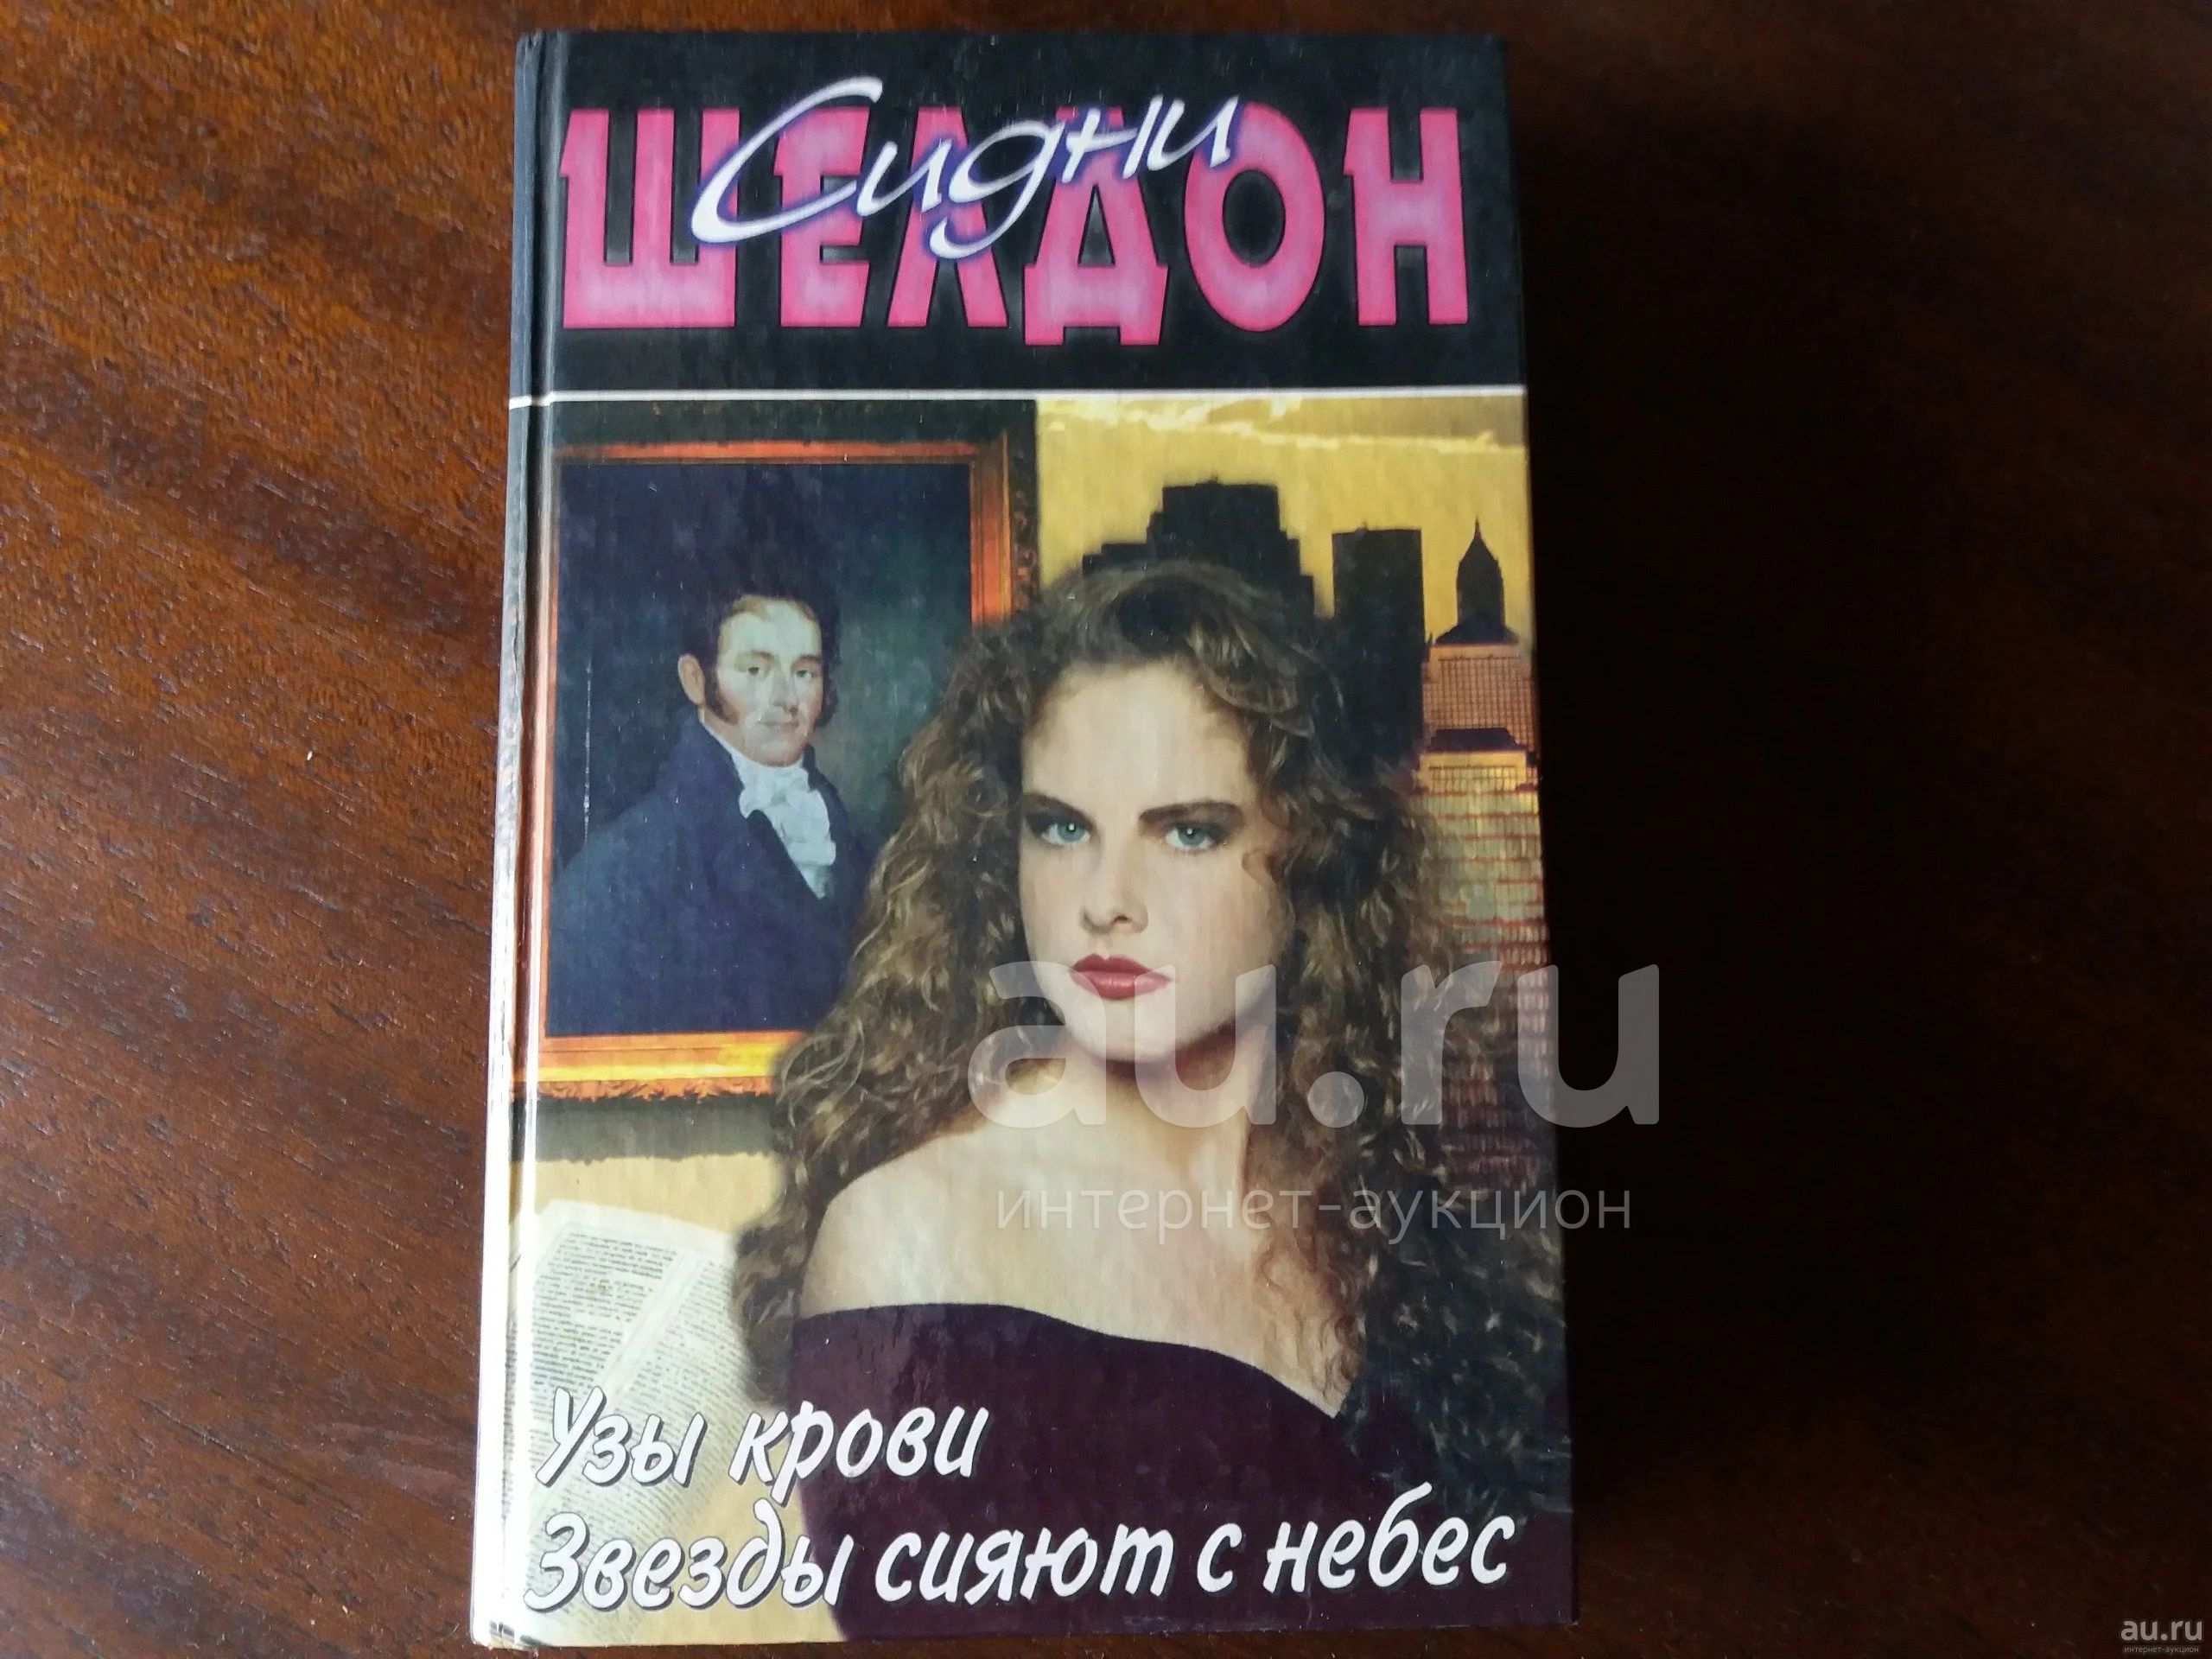 Сидни
ШЕЛДОН
au.ru
интернет-аукцион
Узы крови
Звезды сияют с небес
au.ru
интернет-аукцион